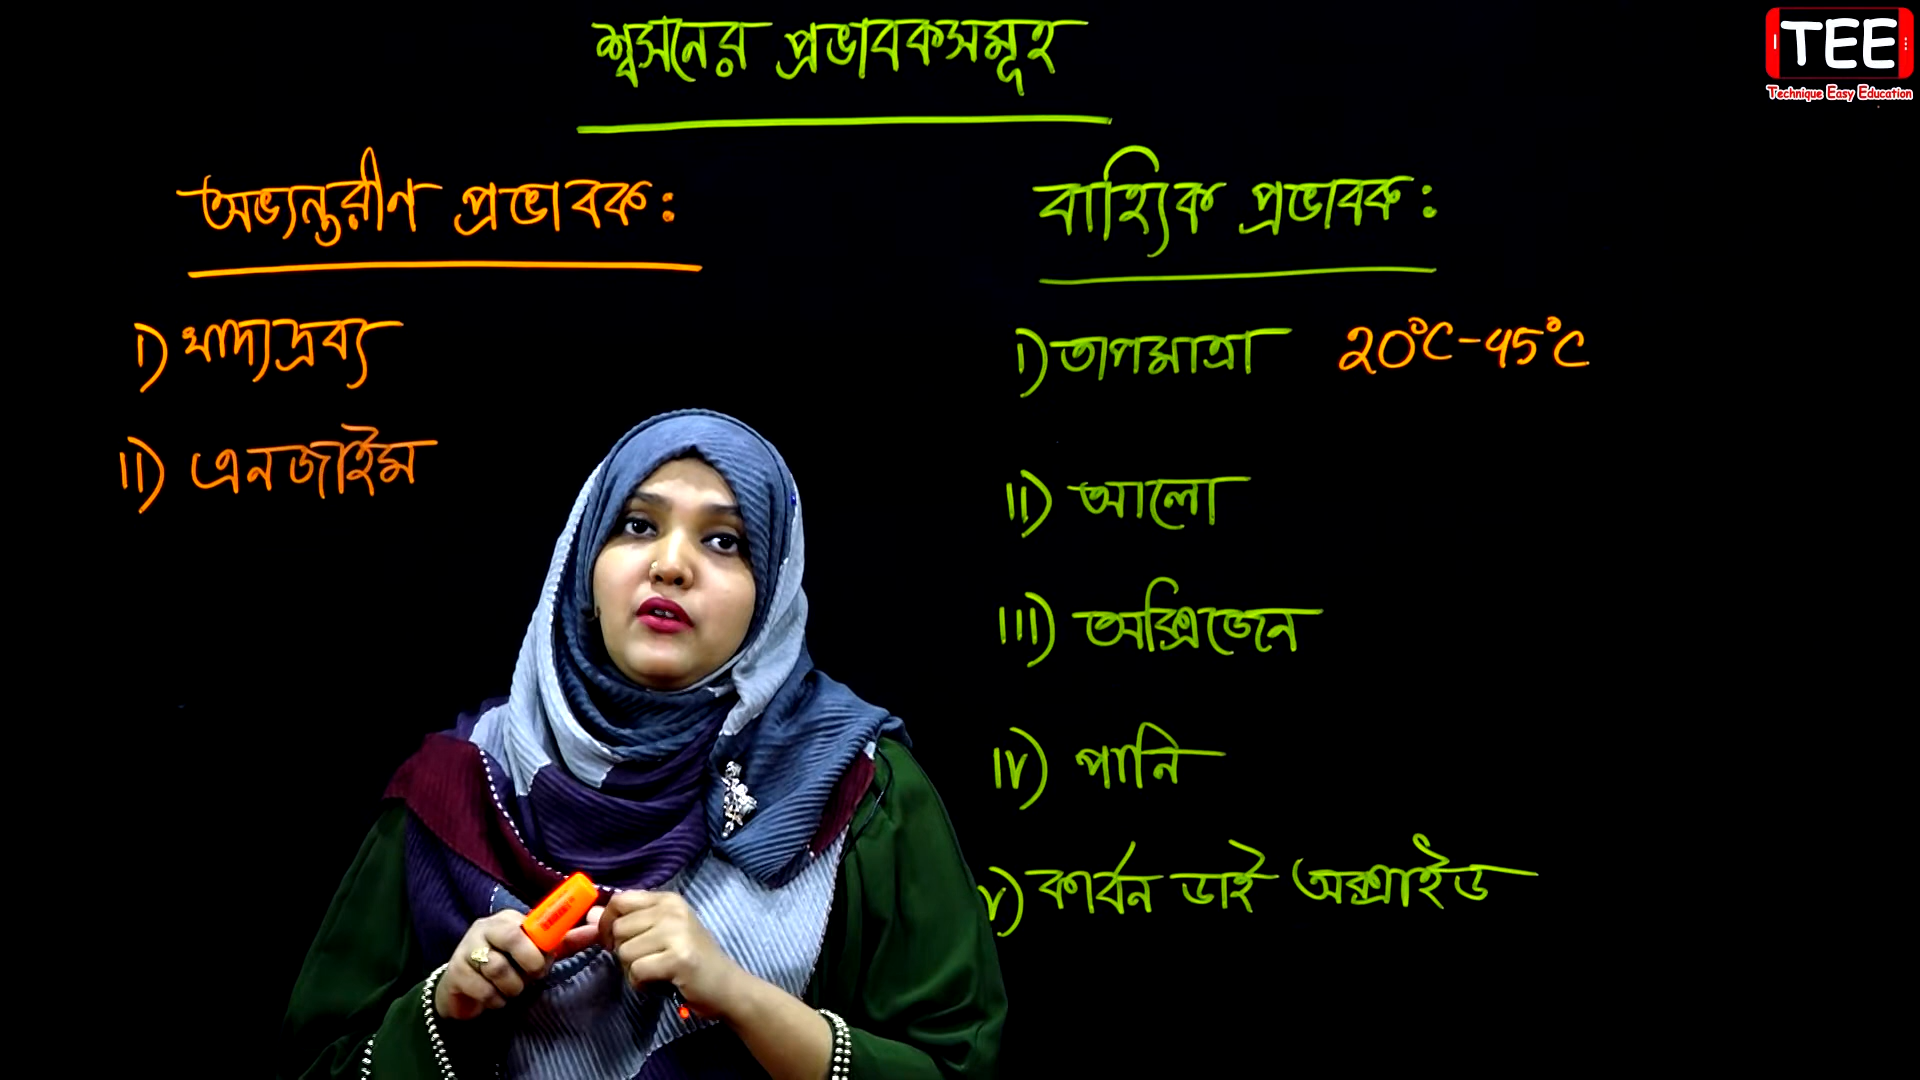 শ্বসনের প্রভাবকসমূহ
TEE
Technique Easy Education
অভ্যন্তরীণ প্রভাবক:
i) খাদ্যদ্রব্য
ii) এনজাইম
বাহ্যিক প্রভাবক:
i) তাপমাত্রা 20°C-45°C
ii) আলো
iii) অক্সিজেন
iv) পানি
v) কার্বন ডাই অক্সাইড